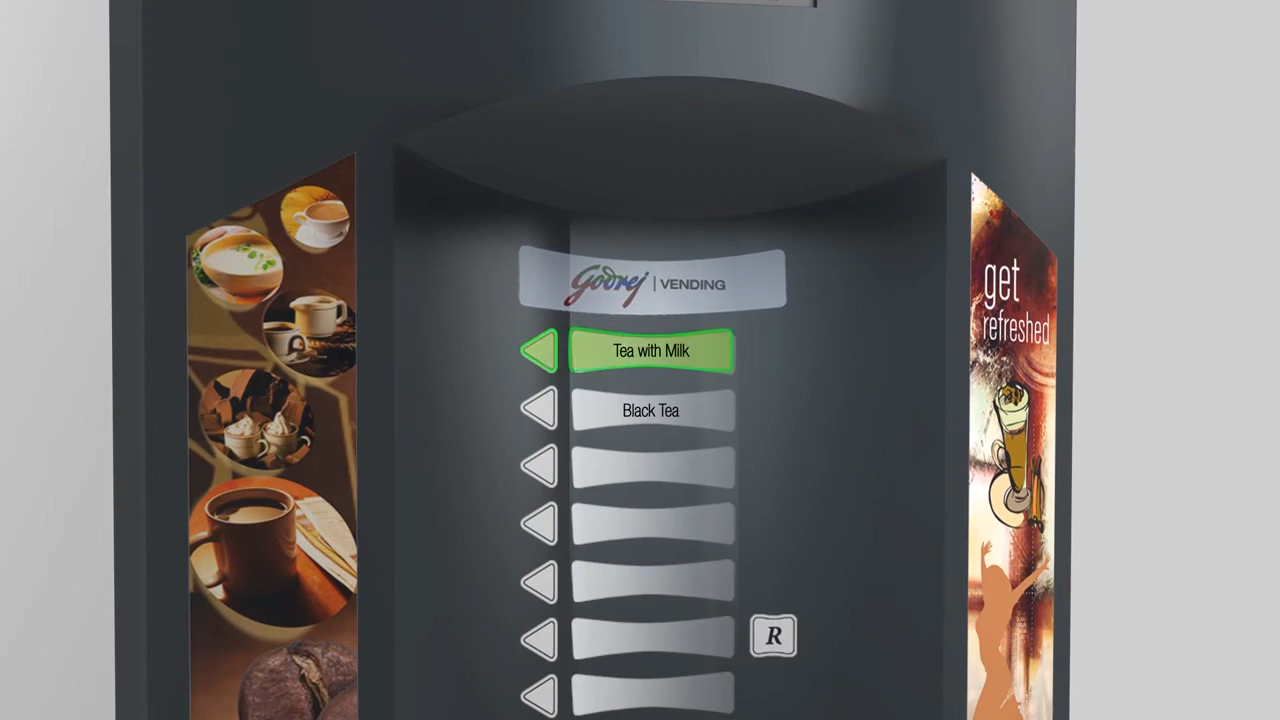 Godrej | VENDING
Tea with Milk
Black Tea
R
get
refreshed